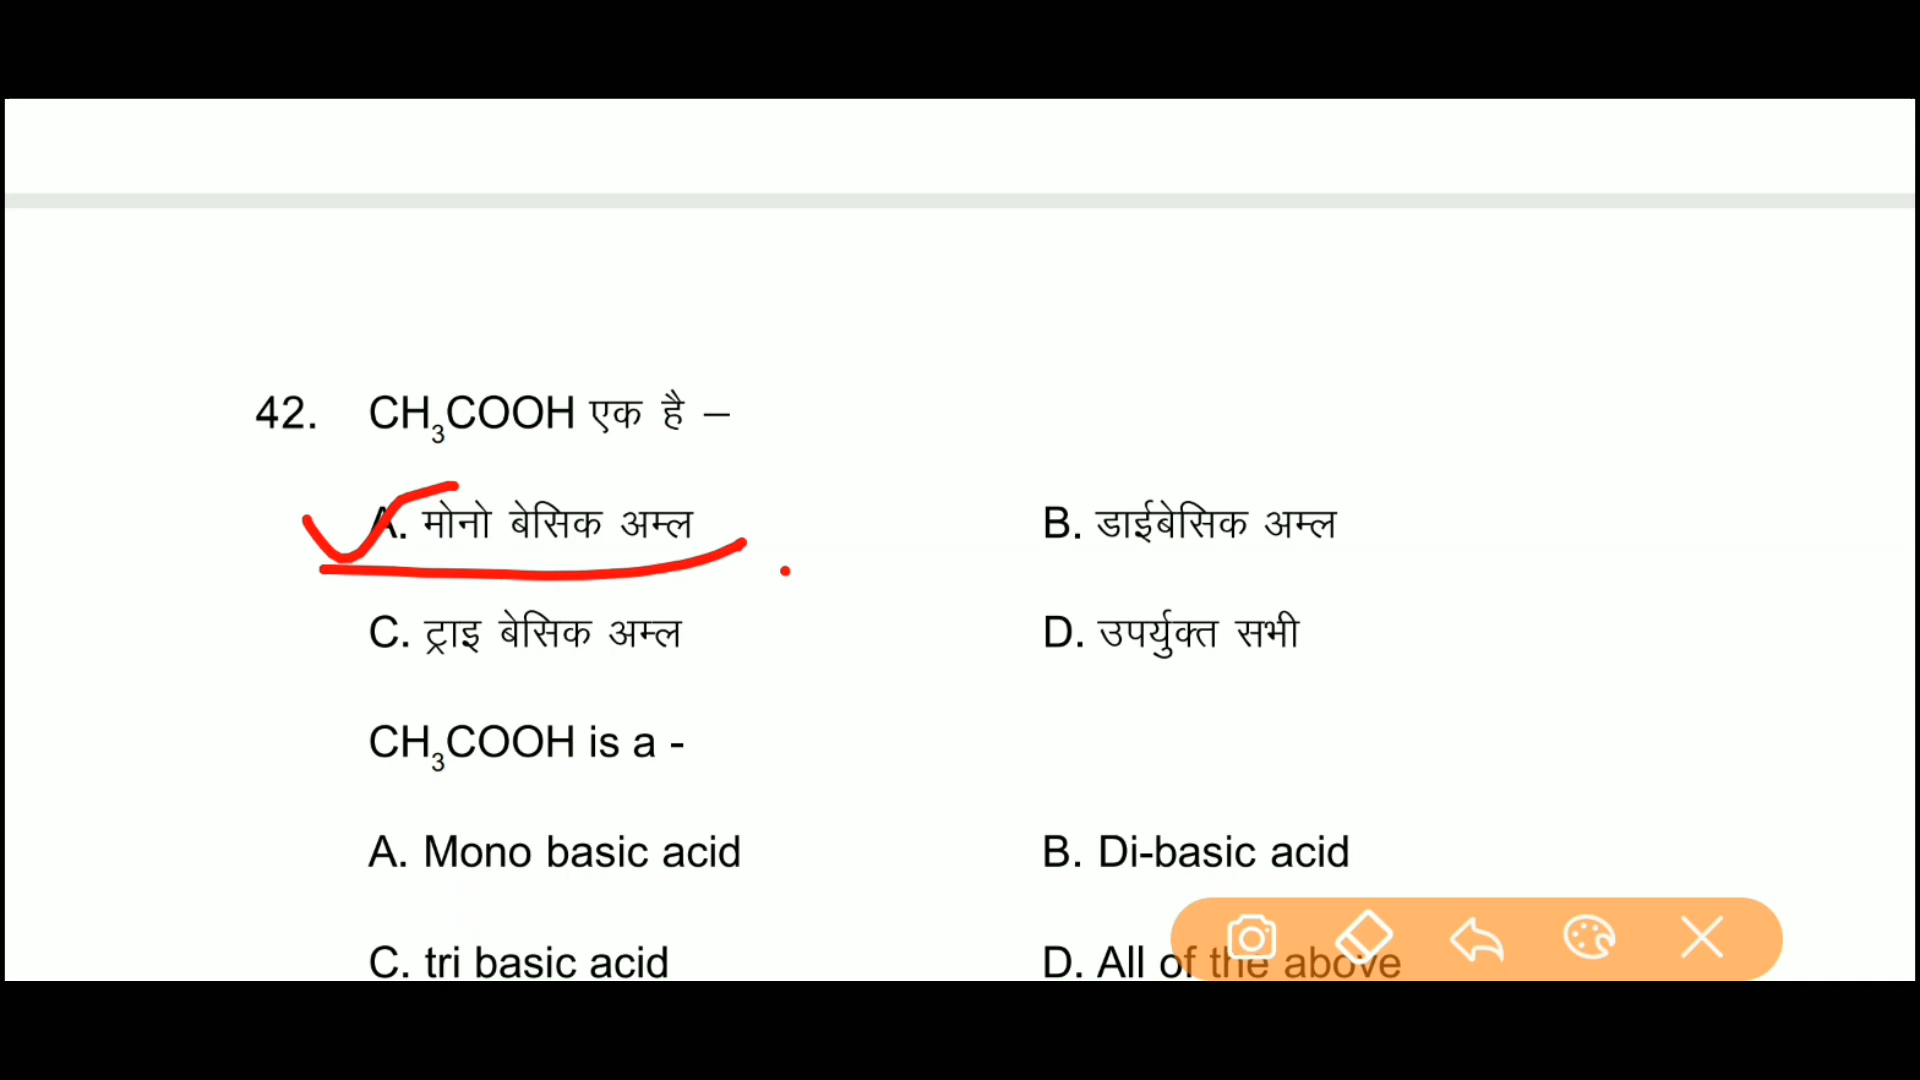 42. CH₃COOH एक है –
A. मोनो बेसिक अम्ल B. डाईबेसिक अम्ल
C. ट्राइ बेसिक अम्ल D. उपर्युक्त सभी
CH₃COOH is a -
A. Mono basic acid B. Di-basic acid
C. tri basic acid D. All of the above